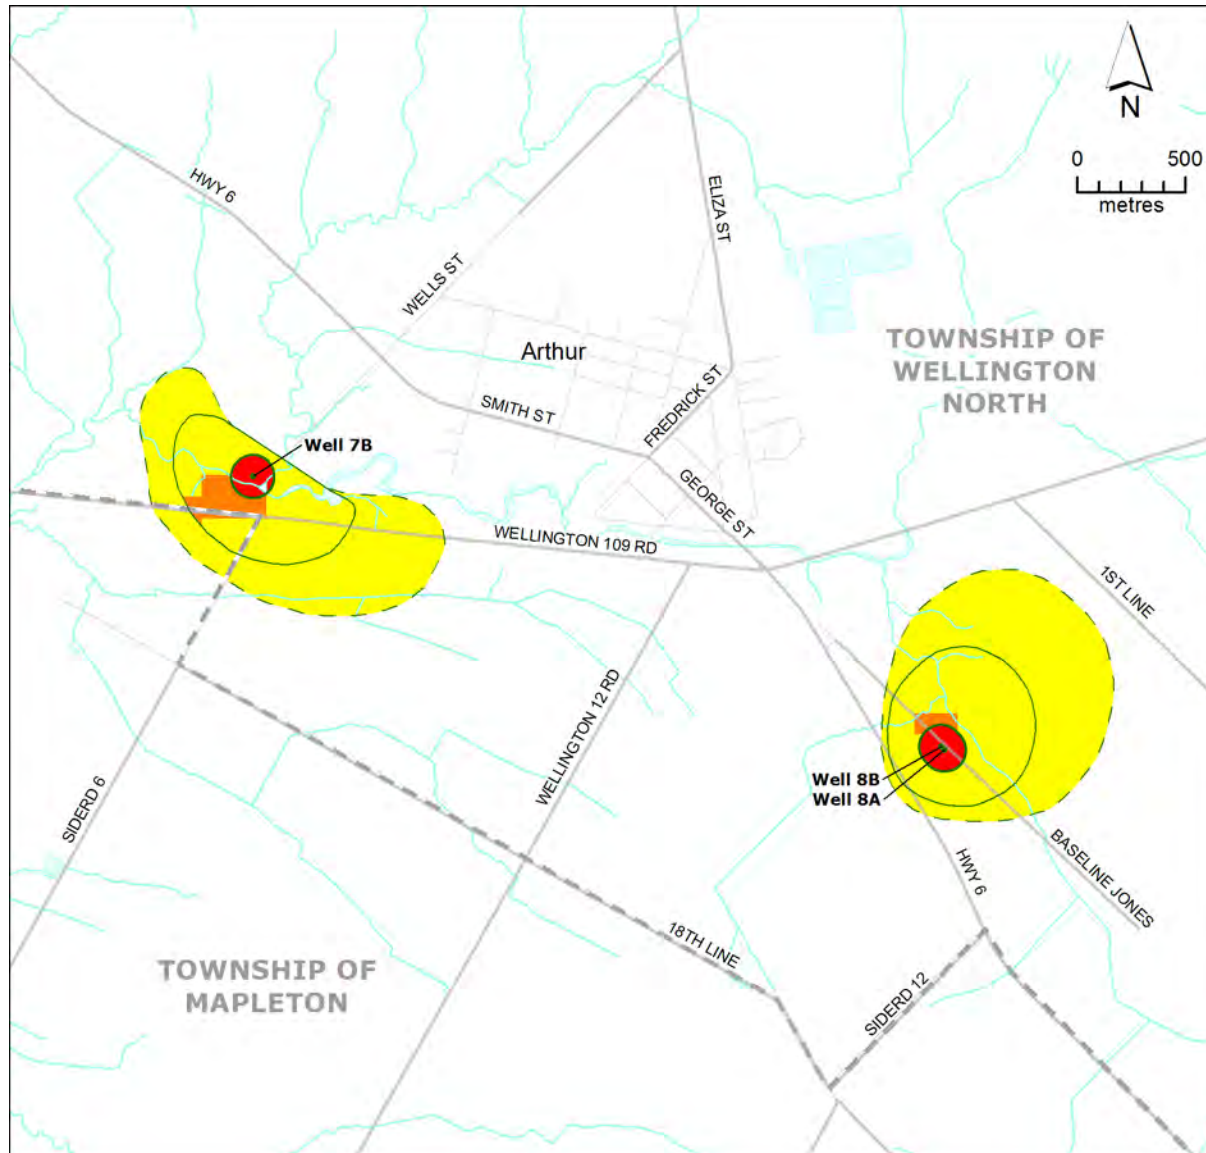 N
0 500
metres
HWY 6
ELIZA ST
WELLS ST
Arthur
TOWNSHIP OF
WELLINGTON
NORTH
SMITH ST
FREDRICK ST
Well 7B
GEORGE ST
WELLINGTON 109 RD
1ST LINE
WELLINGTON 12 RD
SIDERD 6
Well 8B
Well 8A
HWY 6
BASELINE JONES
18TH LINE
TOWNSHIP OF
MAPLETON
SIDERD 12